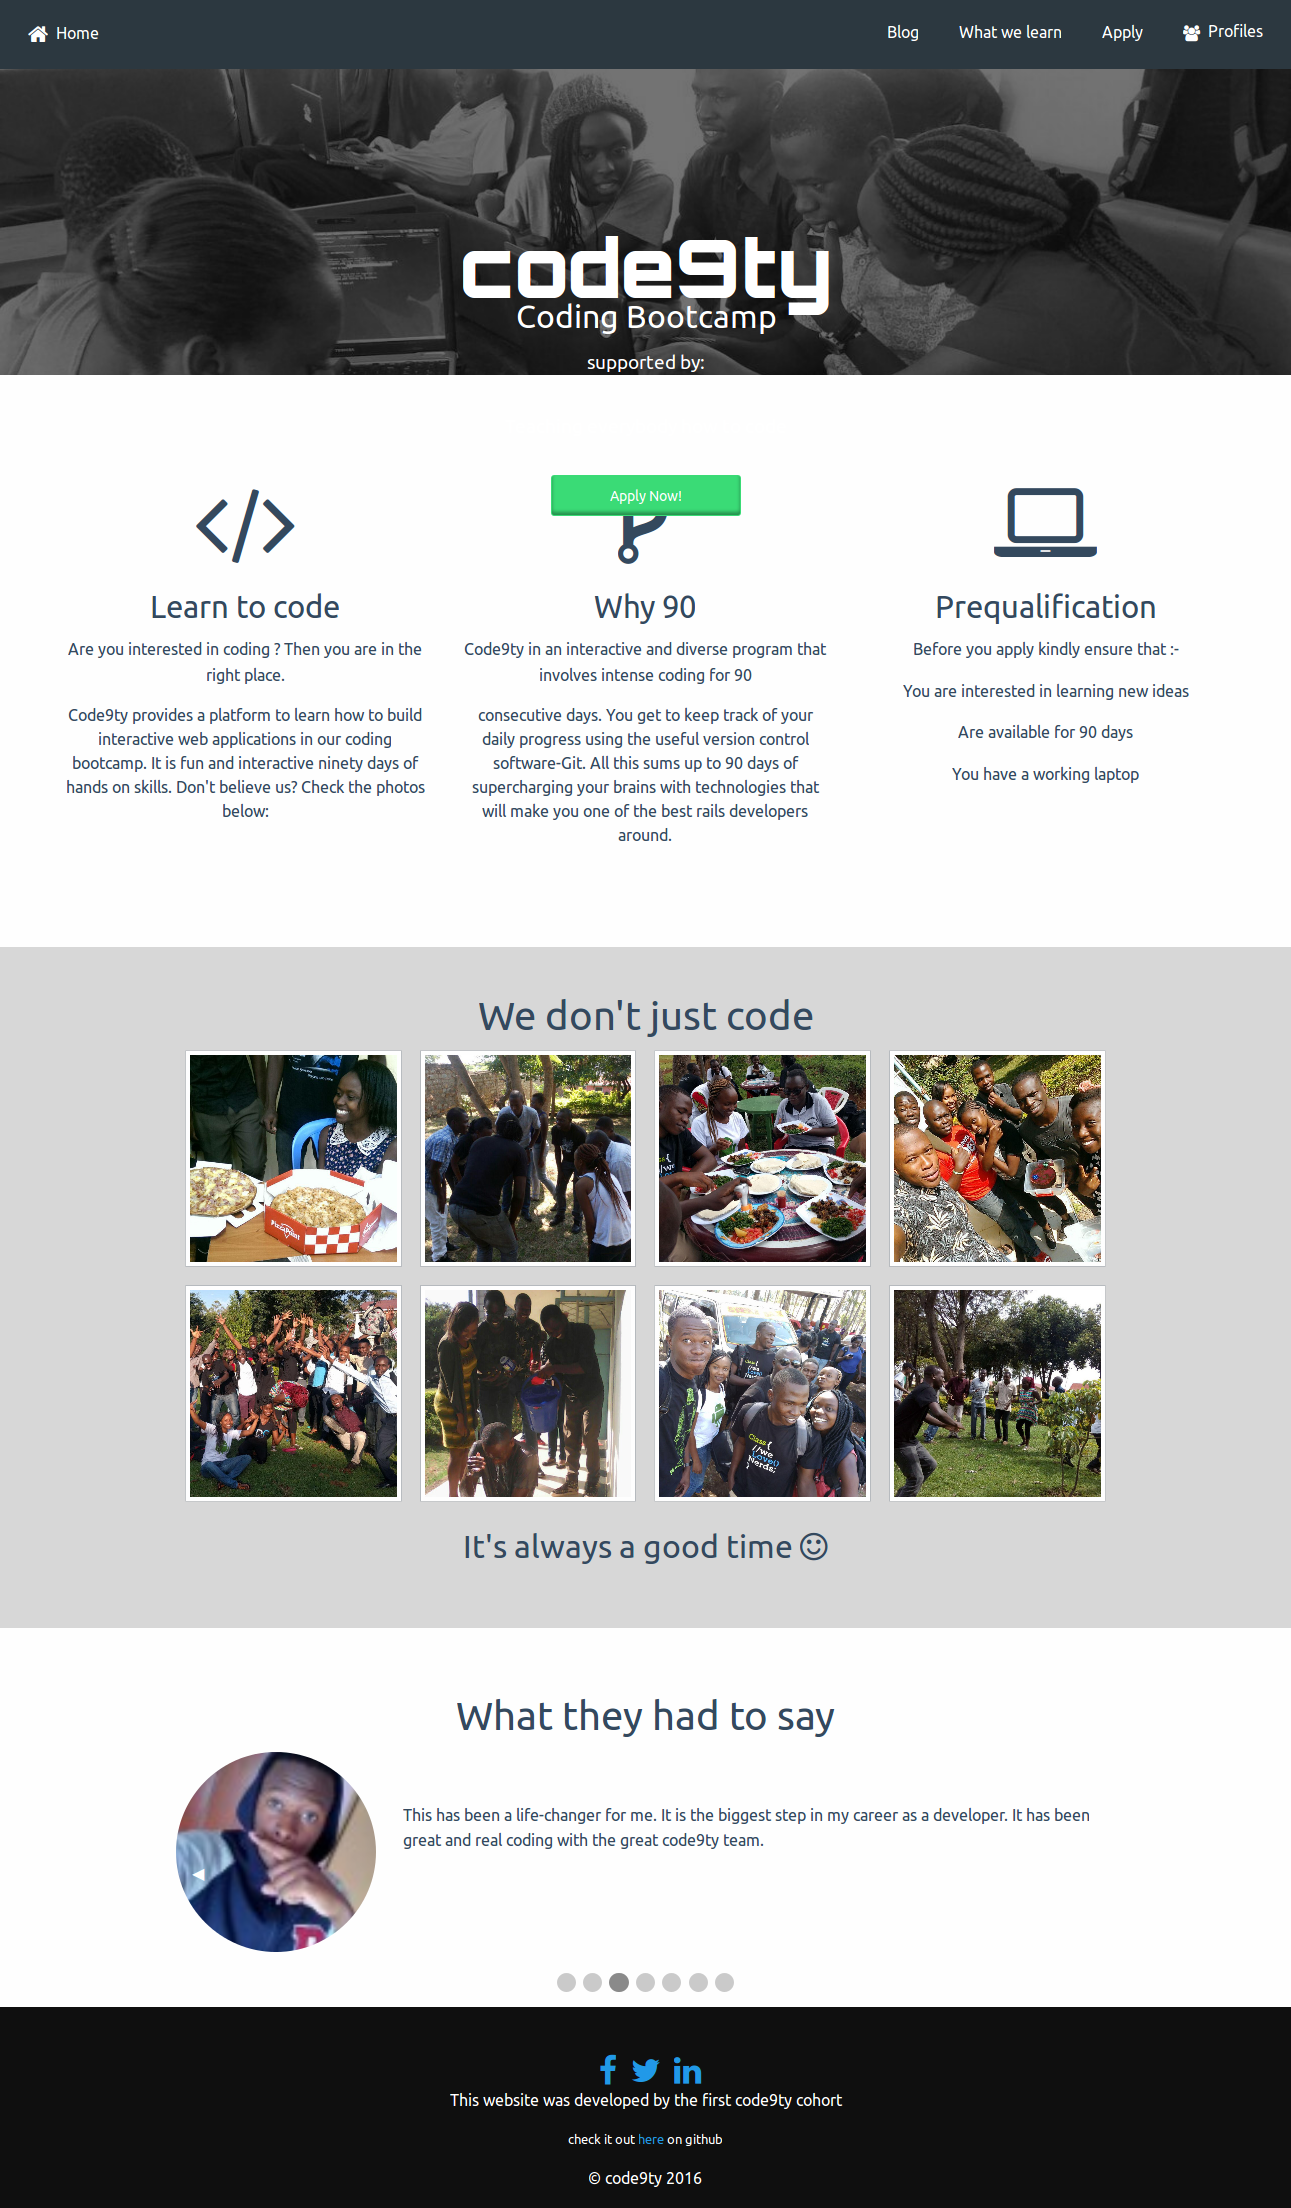 Home
Blog
What we learn
Apply
Profiles
code9ty
Coding Bootcamp
supported by:
Apply Now!
Learn to code
Are you interested in coding ? Then you are in the
right place.
Code9ty provides a platform to learn how to build
interactive web applications in our coding
bootcamp. It is fun and interactive ninety days of
hands on skills. Don't believe us? Check the photos
below:
Why 90
Code9ty in an interactive and diverse program that
involves intense coding for 90
consecutive days. You get to keep track of your
daily progress using the useful version control
software-Git. All this sums up to 90 days of
supercharging your brains with technologies that
will make you one of the best rails developers
around.
Prequalification
Before you apply kindly ensure that :-
You are interested in learning new ideas
Are available for 90 days
You have a working laptop
We don't just code
Class {
//we
Love()
Nerds;
}
It's always a good time
What they had to say
This has been a life-changer for me. It is the biggest step in my career as a developer. It has been
great and real coding with the great code9ty team.
This website was developed by the first code9ty cohort
check it out here on github
© code9ty 2016